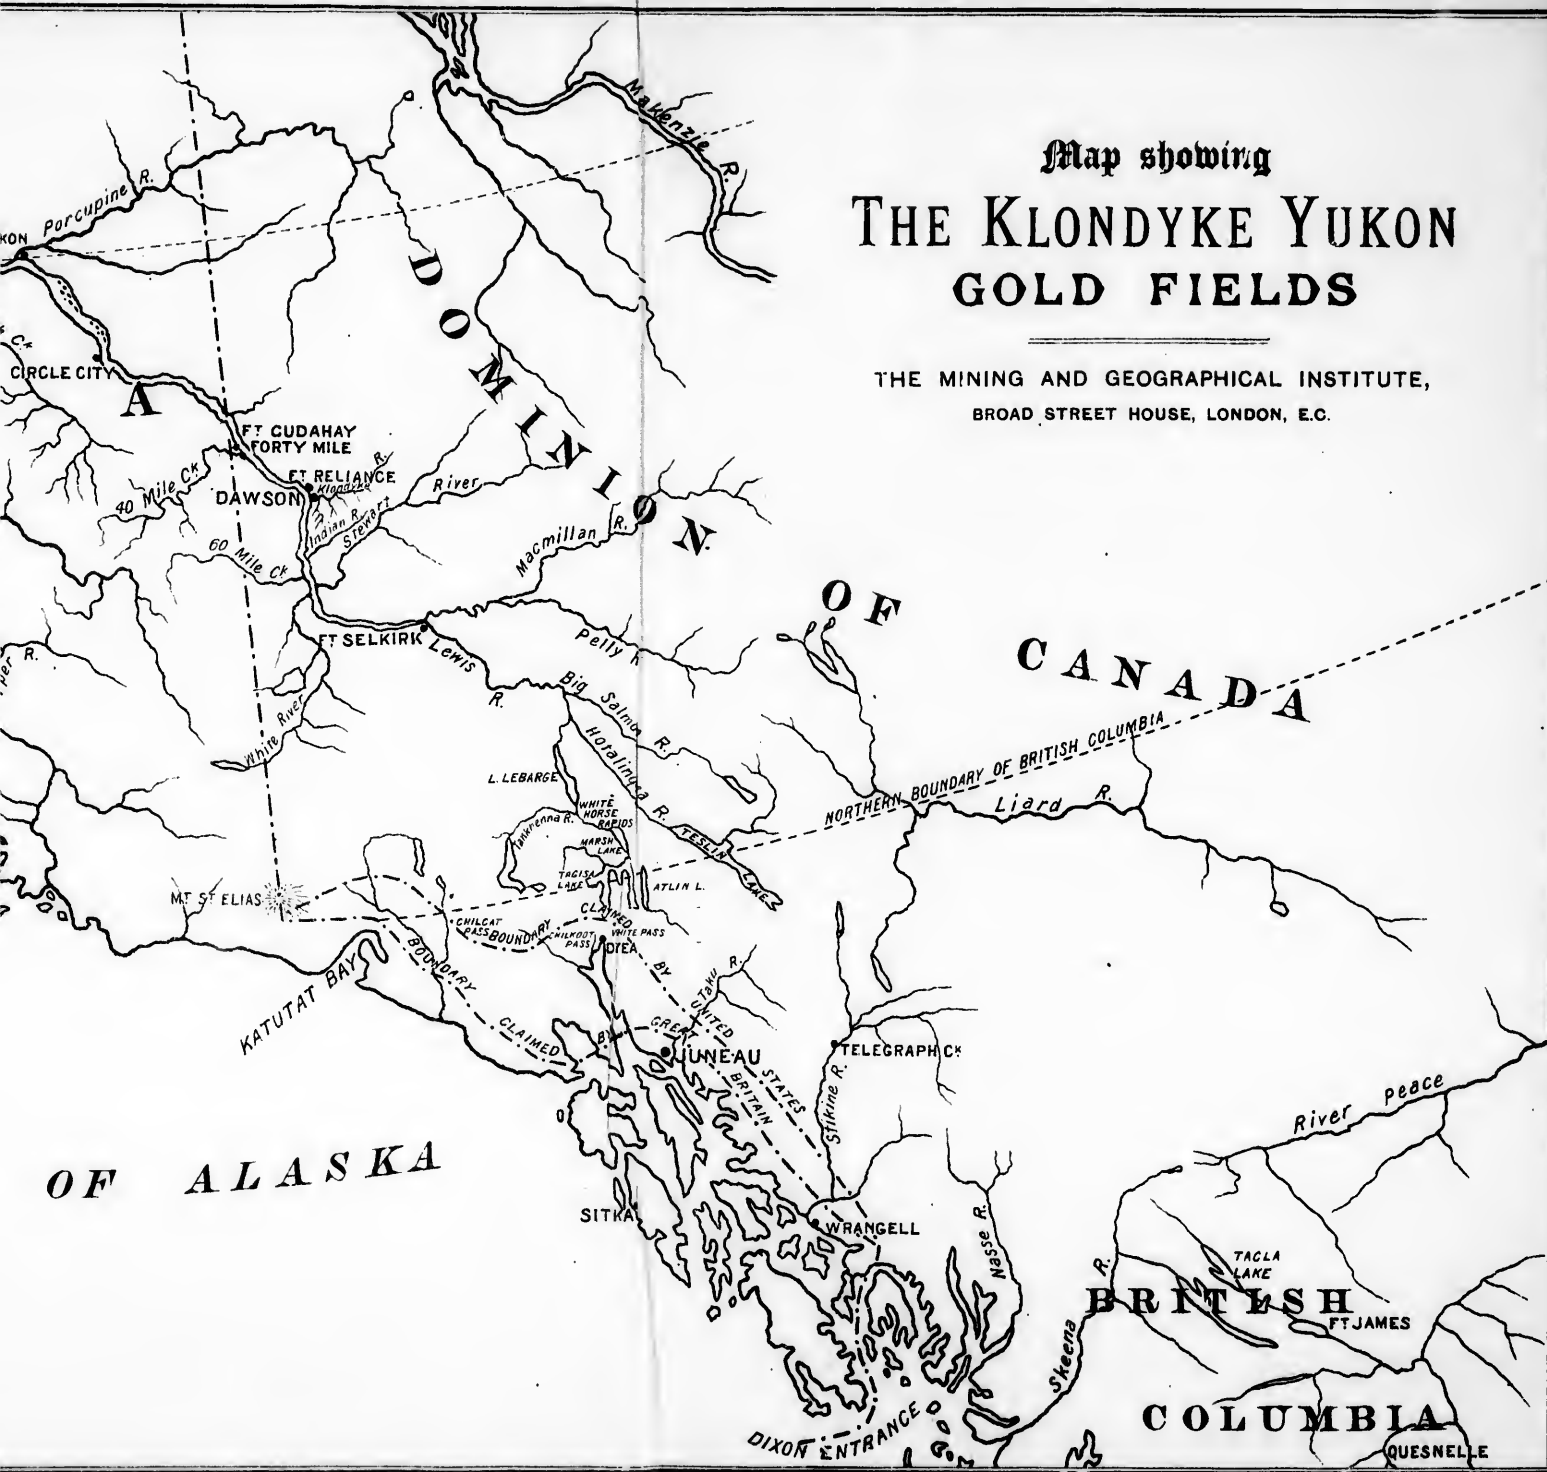 Map showing
THE KLONDYKE YUKON
GOLD FIELDS
THE MINING AND GEOGRAPHICAL INSTITUTE,
BROAD STREET HOUSE, LONDON, E.C.
Makenzie R.
Porcupine R.
KON
DOMINION
OF
CANADA
CIRCLE CITY
A
FT CUDAHAY
FORTY MILE
40 Mile Ck
FT RELIANCE
Klondyke R.
DAWSON
Indian R.
Stewart River
60 Mile Ck
Macmillan R.
FT SELKIRK
Lewis R.
Pelly R
Big Salmon R.
White River
R.
Hotalinqua R.
L. LEBARGE
WHITE
HORSE
RAPIDS
Tahkeenna R.
MARSH
LAKE
TAGISA
LAKE
ATLIN L.
TESLIN LAKE
NORTHERN BOUNDARY OF BRITISH COLUMBIA
Liard R.
MT ST ELIAS
CHILCAT
PASS
BOUNDARY CLAIMED BY UNITED STATES
CHILKOOT
PASS
WHITE PASS
DYEA
BOUNDARY CLAIMED BY GREAT BRITAIN
Taku R.
KATUTAT BAY
JUNEAU
TELEGRAPH CK
Stikine R.
River Peace
OF ALASKA
SITKA
WRANGELL
Nasse R.
TACLA
LAKE
BRITISH
FT JAMES
Skeena R.
COLUMBIA
DIXON ENTRANCE
QUESNELLE